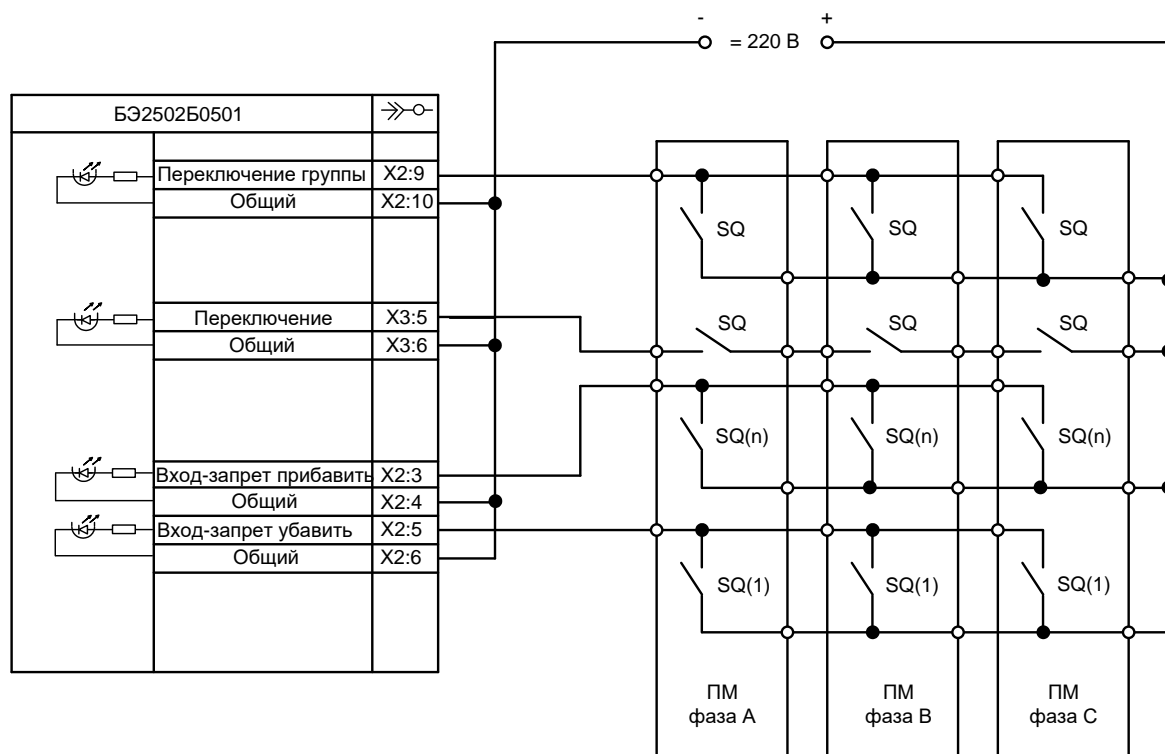 - +
= 220 В
БЭ2502Б0501
Переключение группы X2:9
Общий X2:10
Переключение X3:5
Общий X3:6
Вход-запрет прибавить X2:3
Общий X2:4
Вход-запрет убавить X2:5
Общий X2:6
SQ SQ SQ
SQ SQ SQ
SQ(n) SQ(n) SQ(n)
SQ(1) SQ(1) SQ(1)
ПМ
фаза А
ПМ
фаза В
ПМ
фаза С